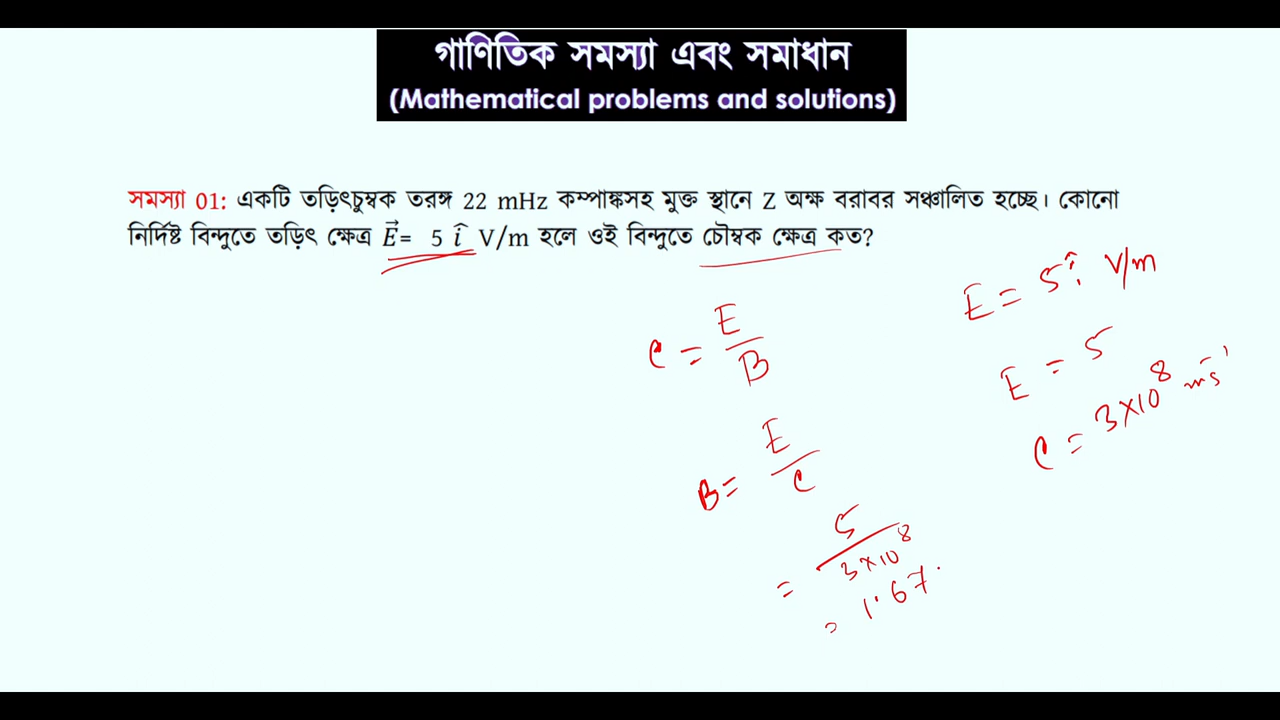 গাণিতিক সমস্যা এবং সমাধান
(Mathematical problems and solutions)
সমস্যা 01: একটি তড়িৎচুম্বক তরঙ্গ 22 mHz কম্পাঙ্কসহ মুক্ত স্থানে Z অক্ষ বরাবর সঞ্চালিত হচ্ছে। কোনো
নির্দিষ্ট বিন্দুতে তড়িৎ ক্ষেত্র E⃗= 5 î V/m হলে ওই বিন্দুতে চৌম্বক ক্ষেত্র কত?
C = E/B
B = E/C
= 5/3×10⁸
= 1.67
E = 5î V/m
E = 5
C = 3×10⁸ ms⁻¹